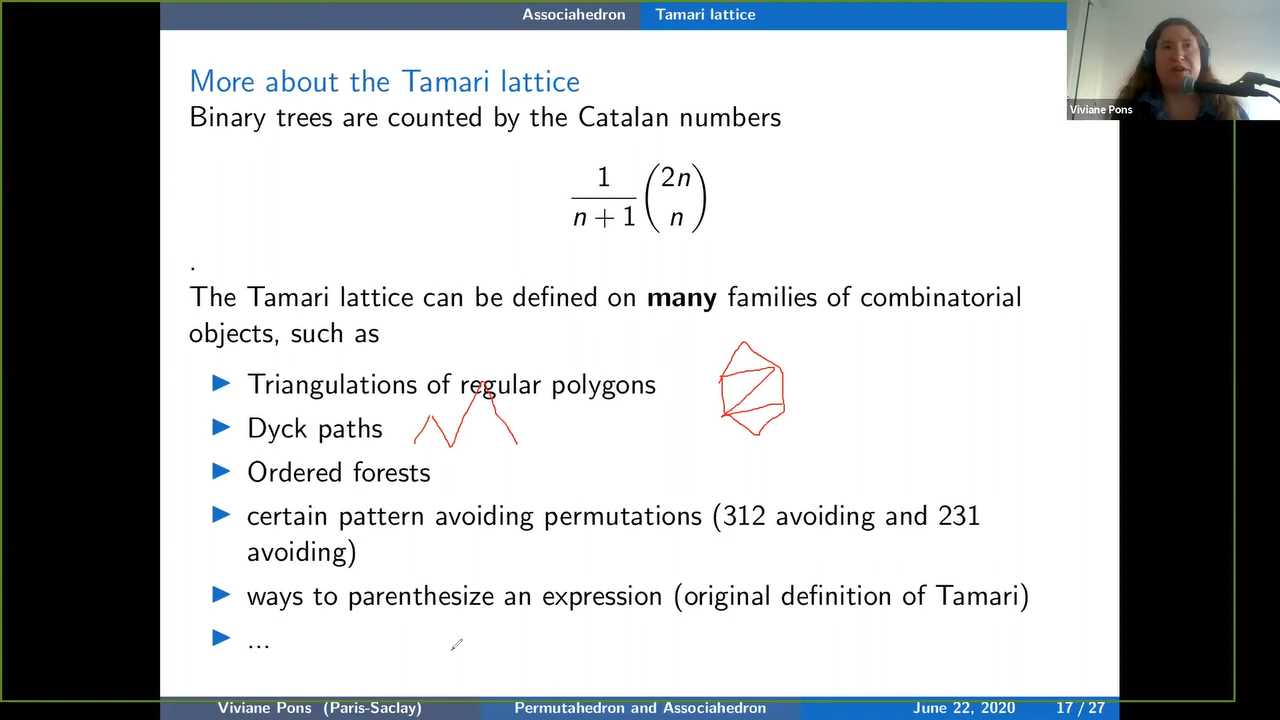 Associahedron Tamari lattice
Viviane Pons
More about the Tamari lattice
Binary trees are counted by the Catalan numbers
1
n + 1
(2n
n)
.
The Tamari lattice can be defined on many families of combinatorial
objects, such as
Triangulations of regular polygons
Dyck paths
Ordered forests
certain pattern avoiding permutations (312 avoiding and 231
avoiding)
ways to parenthesize an expression (original definition of Tamari)
...
Viviane Pons (Paris-Saclay) Permutahedron and Associahedron June 22, 2020 17 / 27